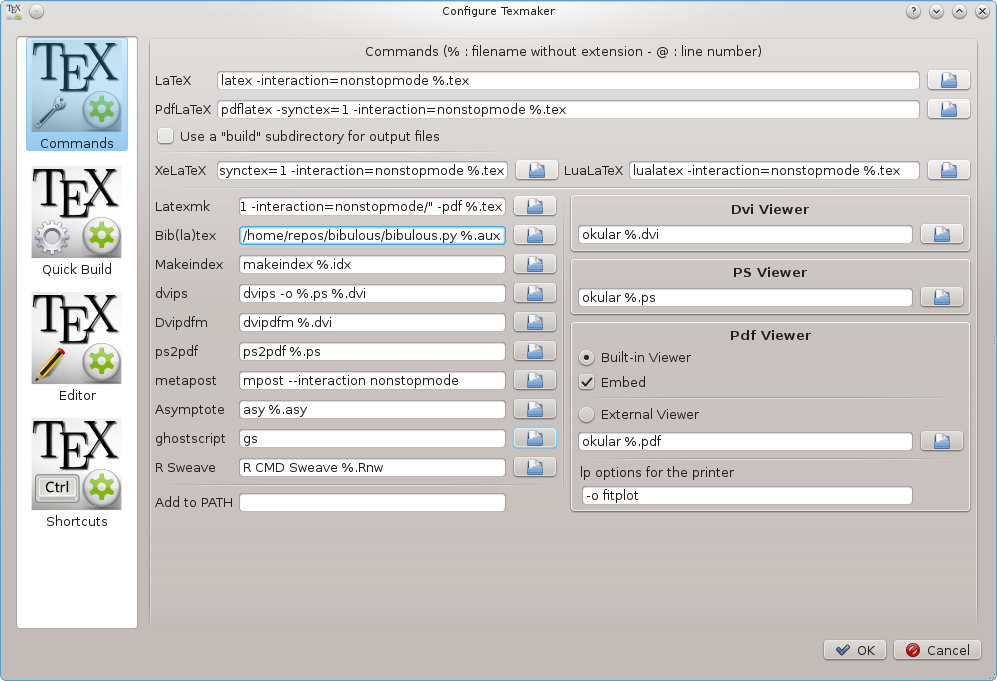 Configure Texmaker
TEX
Commands
TEX
Quick Build
TEX
Editor
TEX
Ctrl
Shortcuts
Commands (% : filename without extension - @ : line number)
LaTeX latex -interaction=nonstopmode %.tex
PdfLaTeX pdflatex -synctex=1 -interaction=nonstopmode %.tex
Use a "build" subdirectory for output files
XeLaTeX synctex=1 -interaction=nonstopmode %.tex LuaLaTeX lualatex -interaction=nonstopmode %.tex
Latexmk 1 -interaction=nonstopmode/" -pdf %.tex
Bib(la)tex /home/repos/bibulous/bibulous.py %.aux
Makeindex makeindex %.idx
dvips dvips -o %.ps %.dvi
Dvipdfm dvipdfm %.dvi
ps2pdf ps2pdf %.ps
metapost mpost --interaction nonstopmode
Asymptote asy %.asy
ghostscript gs
R Sweave R CMD Sweave %.Rnw
Add to PATH
Dvi Viewer
okular %.dvi
PS Viewer
okular %.ps
Pdf Viewer
Built-in Viewer
Embed
External Viewer
okular %.pdf
lp options for the printer
-o fitplot
OK Cancel